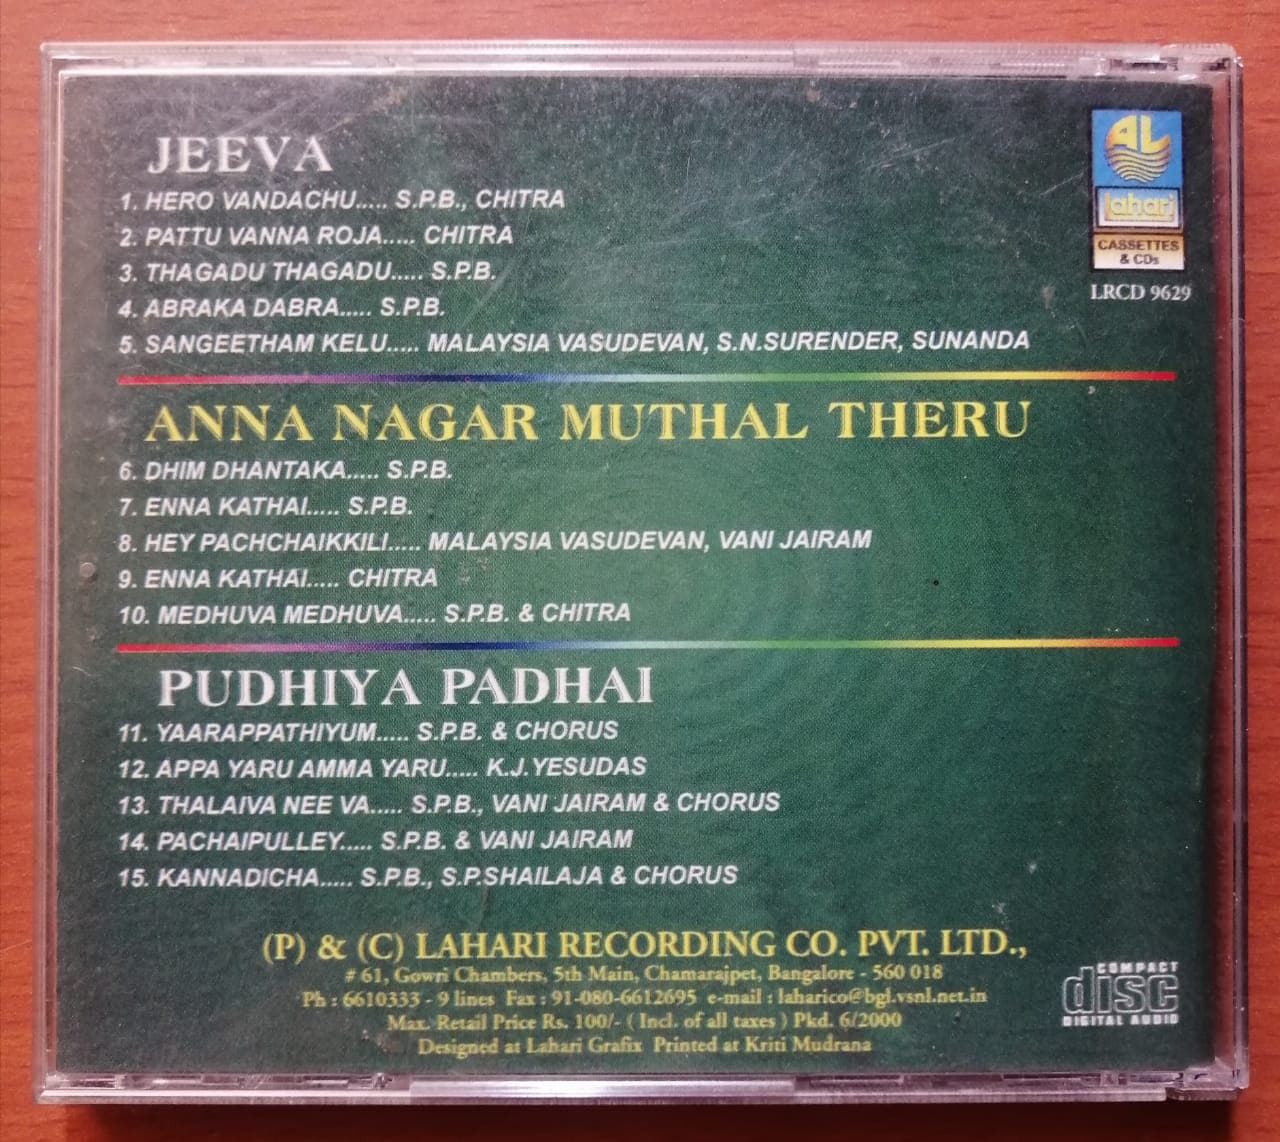 JEEVA
1. HERO VANDACHU..... S.P.B., CHITRA
2. PATTU VANNA ROJA..... CHITRA
3. THAGADU THAGADU..... S.P.B.
4. ABRAKA DABRA..... S.P.B.
5. SANGEETHAM KELU..... MALAYSIA VASUDEVAN, S.N.SURENDER, SUNANDA
AL
lahari
CASSETTES
& CDs
LRCD 9629
ANNA NAGAR MUTHAL THERU
6. DHIM DHANTAKA..... S.P.B.
7. ENNA KATHAI..... S.P.B.
8. HEY PACHCHAIKKILI..... MALAYSIA VASUDEVAN, VANI JAIRAM
9. ENNA KATHAI..... CHITRA
10. MEDHUVA MEDHUVA..... S.P.B. & CHITRA
PUDHIYA PADHAI
11. YAARAPPATHIYUM..... S.P.B. & CHORUS
12. APPA YARU AMMA YARU..... K.J.YESUDAS
13. THALAIVA NEE VA..... S.P.B., VANI JAIRAM & CHORUS
14. PACHAIPULLEY..... S.P.B. & VANI JAIRAM
15. KANNADICHA..... S.P.B., S.P.SHAILAJA & CHORUS
(P) & (C) LAHARI RECORDING CO. PVT. LTD.,
# 61, Gowri Chambers, 5th Main, Chamarajpet, Bangalore - 560 018
Ph : 6610333 - 9 lines Fax : 91-080-6612695 e-mail : laharico@bgl.vsnl.net.in
Max. Retail Price Rs. 100/- ( Incl. of all taxes ) Pkd. 6/2000
Designed at Lahari Grafix Printed at Kriti Mudrana
COMPACT
disc
DIGITAL AUDIO